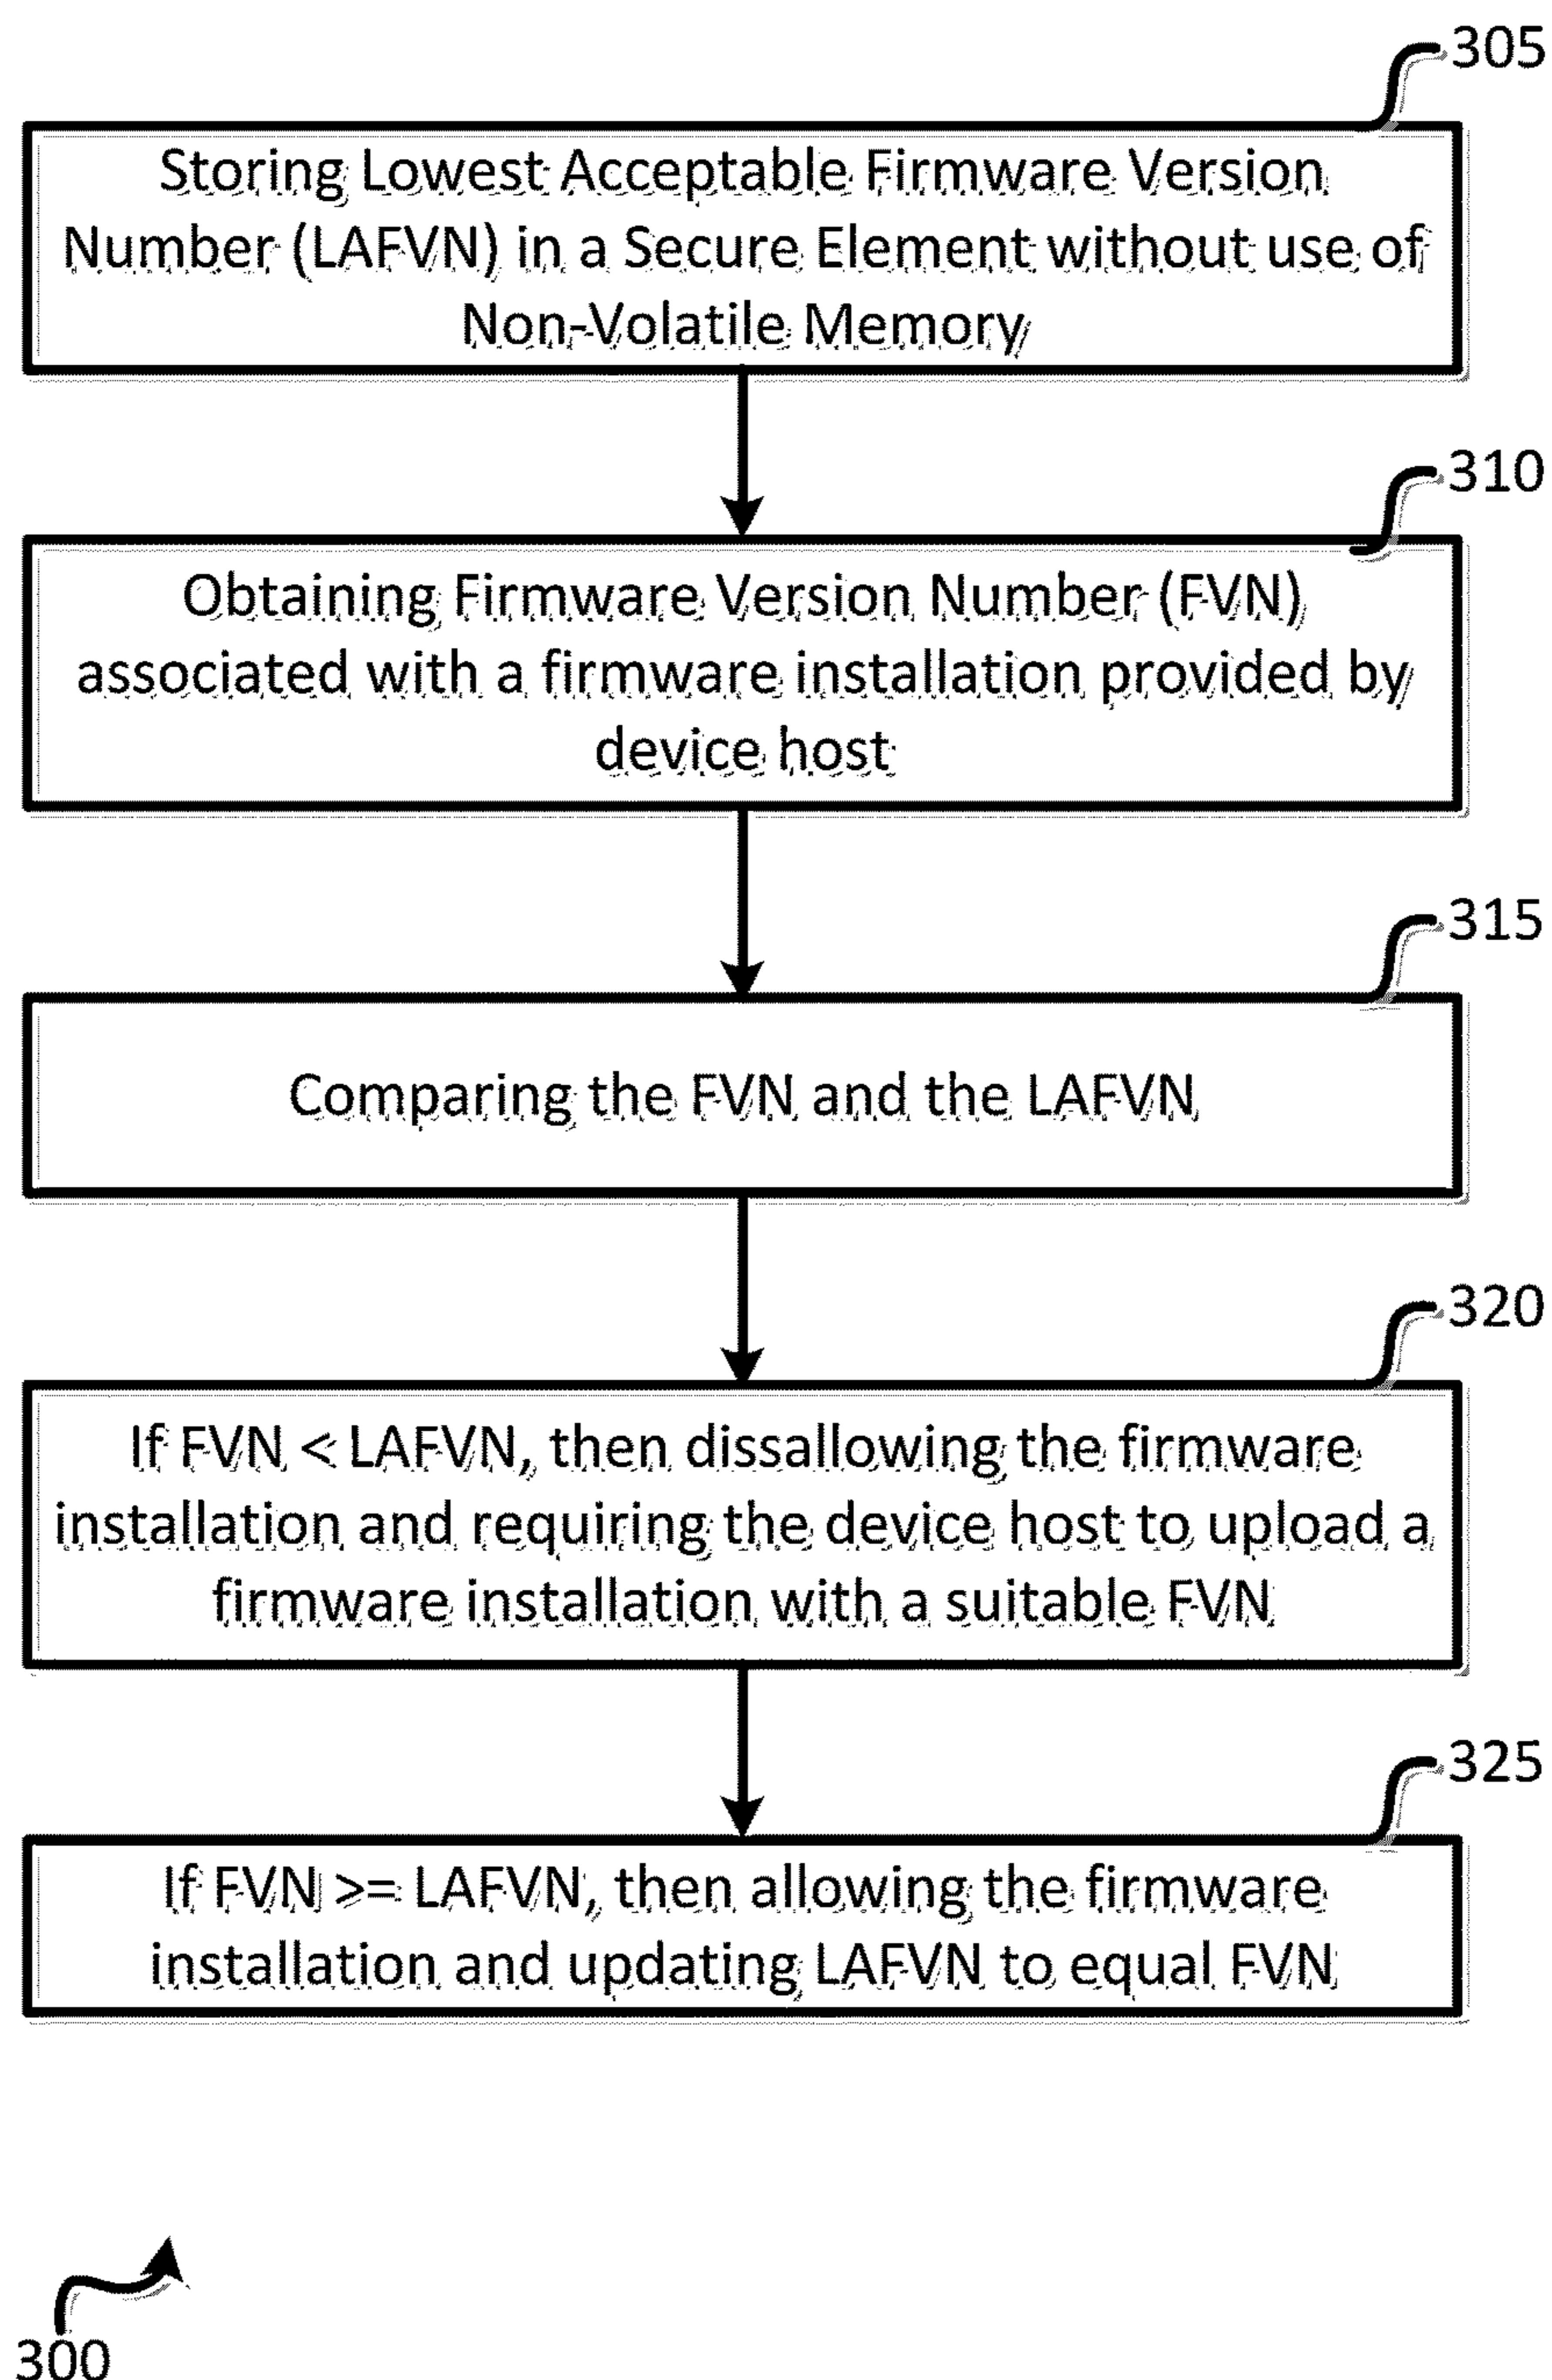 305
Storing Lowest Acceptable Firmware Version
Number (LAFVN) in a Secure Element without use of
Non-Volatile Memory
310
Obtaining Firmware Version Number (FVN)
associated with a firmware installation provided by
device host
315
Comparing the FVN and the LAFVN
320
If FVN < LAFVN, then dissallowing the firmware
installation and requiring the device host to upload a
firmware installation with a suitable FVN
325
If FVN >= LAFVN, then allowing the firmware
installation and updating LAFVN to equal FVN
300